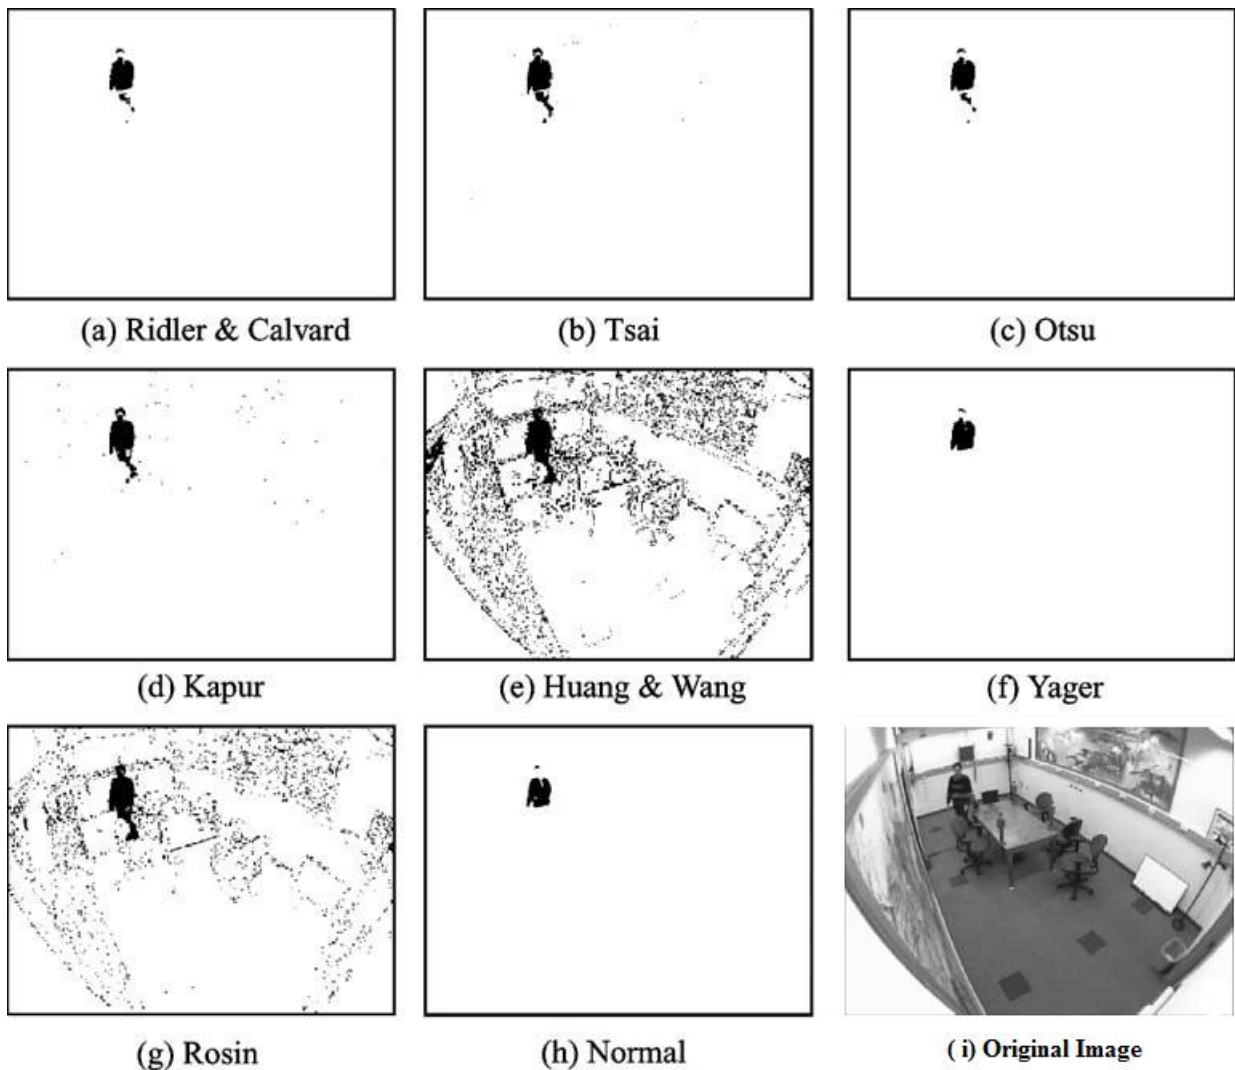 (a) Ridler & Calvard
(b) Tsai
(c) Otsu
(d) Kapur
(e) Huang & Wang
(f) Yager
(g) Rosin
(h) Normal
( i) Original Image